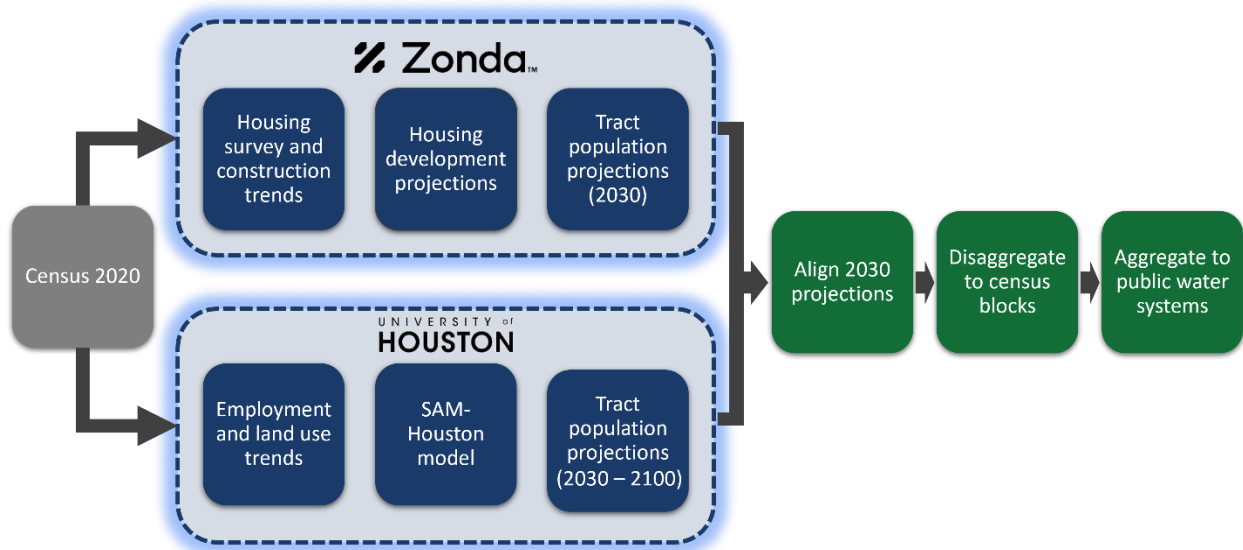 Zonda™
Housing
survey and
construction
trends
Housing
development
projections
Tract
population
projections
(2030)
Census 2020
UNIVERSITY of
HOUSTON
Employment
and land use
trends
SAM-
Houston
model
Tract
population
projections
(2030 – 2100)
Align 2030
projections
Disaggregate
to census
blocks
Aggregate to
public water
systems